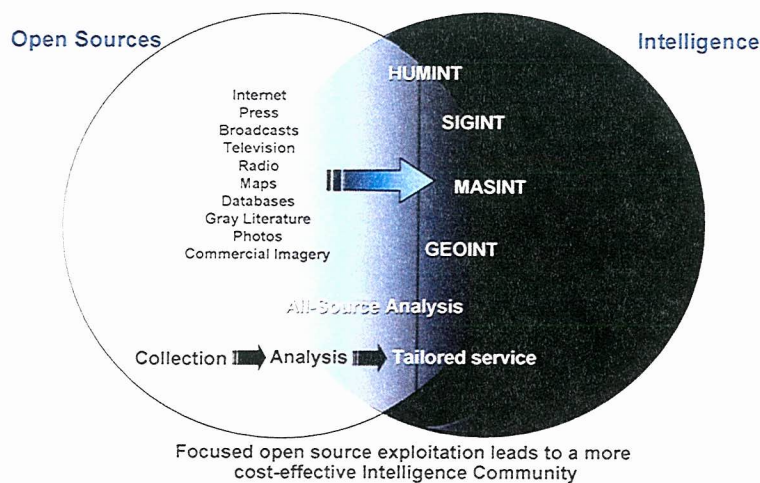 Open Sources
Intelligence
HUMINT
Internet
Press
Broadcasts
Television
Radio
Maps
Databases
Gray Literature
Photos
Commercial Imagery
SIGINT
MASINT
GEOINT
All-Source Analysis
Collection Analysis Tailored service
Focused open source exploitation leads to a more
cost-effective Intelligence Community